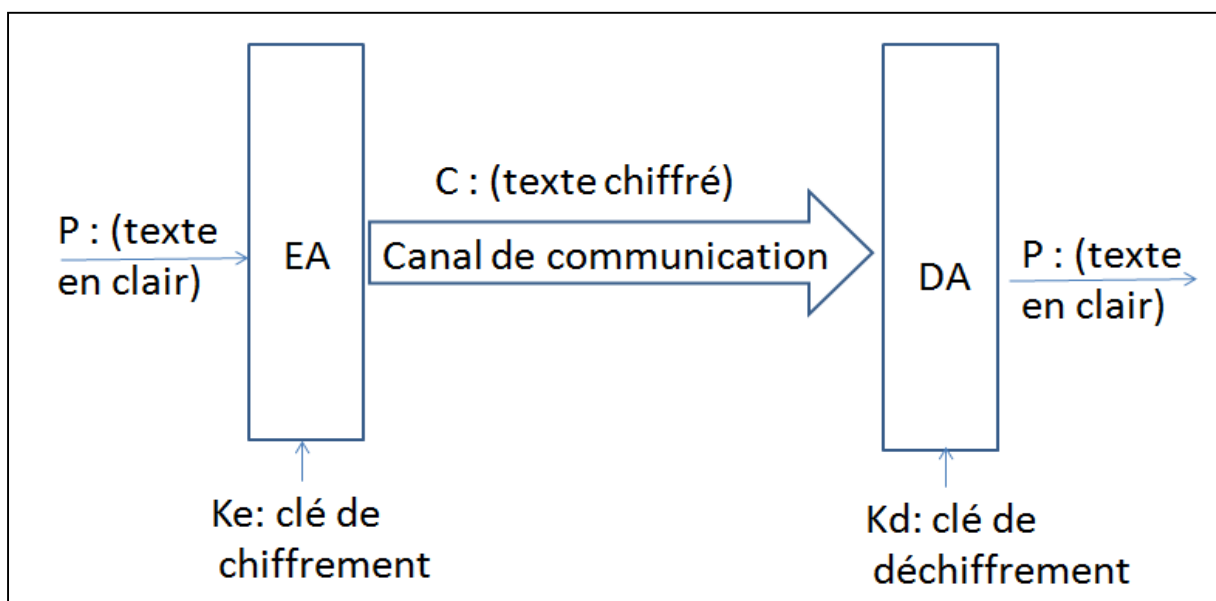 C : (texte chiffré)
P : (texte
en clair)
EA
Canal de communication
DA
P : (texte
en clair)
Ke: clé de
chiffrement
Kd: clé de
déchiffrement